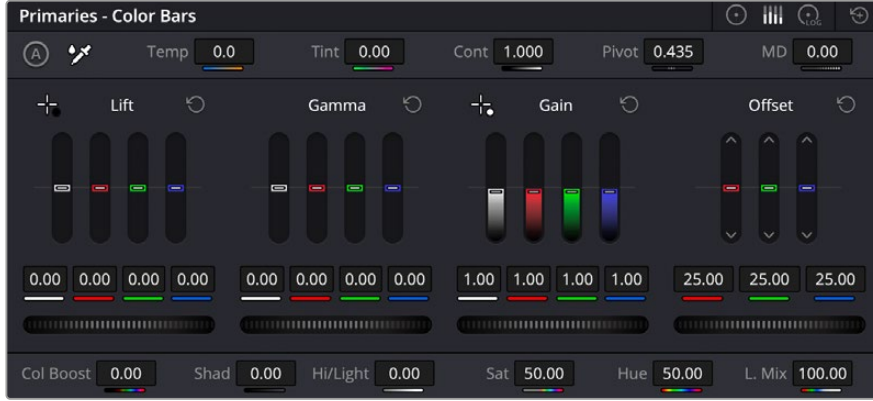 Primaries - Color Bars
LOG
A Temp 0.0 Tint 0.00 Cont 1.000 Pivot 0.435 MD 0.00
Lift Gamma Gain Offset
0.00 0.00 0.00 0.00 0.00 0.00 0.00 0.00 1.00 1.00 1.00 1.00 25.00 25.00 25.00
Col Boost 0.00 Shad 0.00 Hi/Light 0.00 Sat 50.00 Hue 50.00 L. Mix 100.00